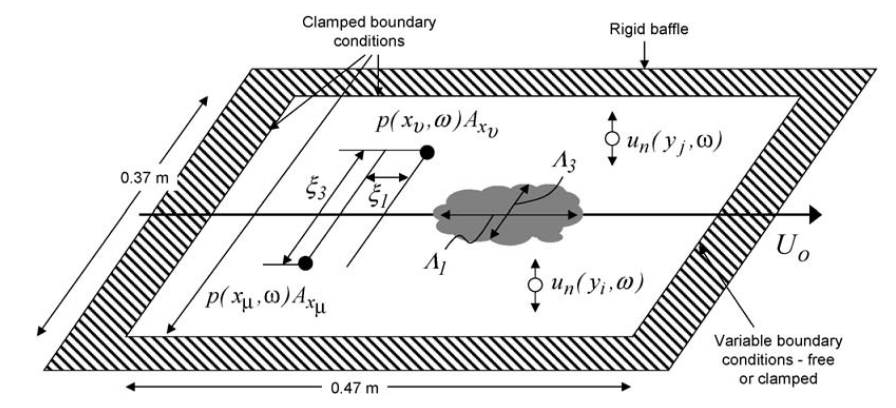 Clamped boundary
conditions
Rigid baffle
p(x_υ, ω)A_{x_υ}
u_n(y_j, ω)
Λ_3
0.37 m
ξ_3
ξ_1
U_o
Λ_1
u_n(y_i, ω)
p(x_μ, ω)A_{x_μ}
Variable boundary
conditions - free
or clamped
0.47 m